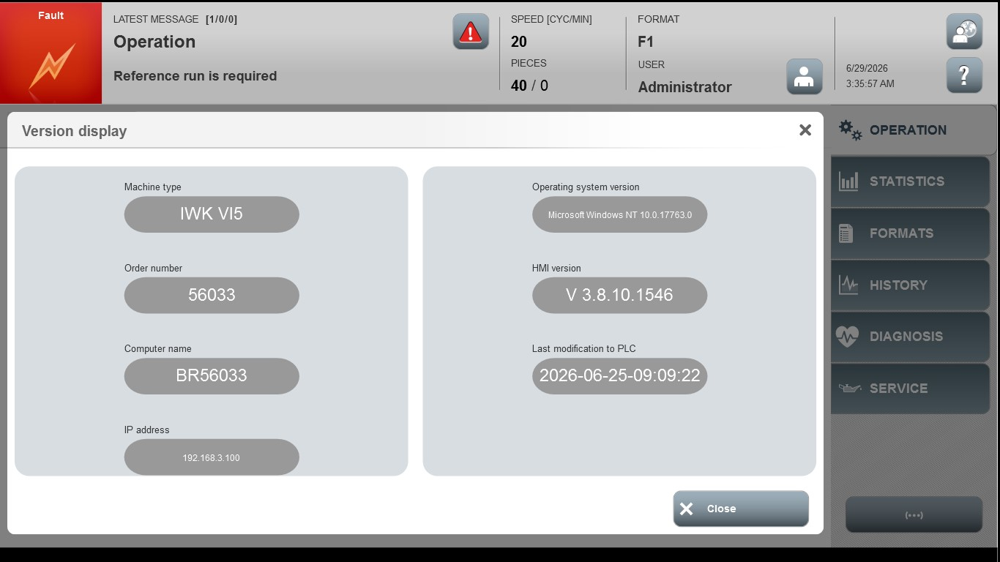 Fault
LATEST MESSAGE [1/0/0]
Operation
Reference run is required
SPEED [CYC/MIN]
20
PIECES
40 / 0
FORMAT
F1
USER
Administrator
6/29/2026
3:35:57 AM
?
Version display
Machine type
IWK VI5
Order number
56033
Computer name
BR56033
IP address
192.168.3.100
Operating system version
Microsoft Windows NT 10.0.17763.0
HMI version
V 3.8.10.1546
Last modification to PLC
2026-06-25-09:09:22
Close
OPERATION
STATISTICS
FORMATS
HISTORY
DIAGNOSIS
SERVICE
(•••)